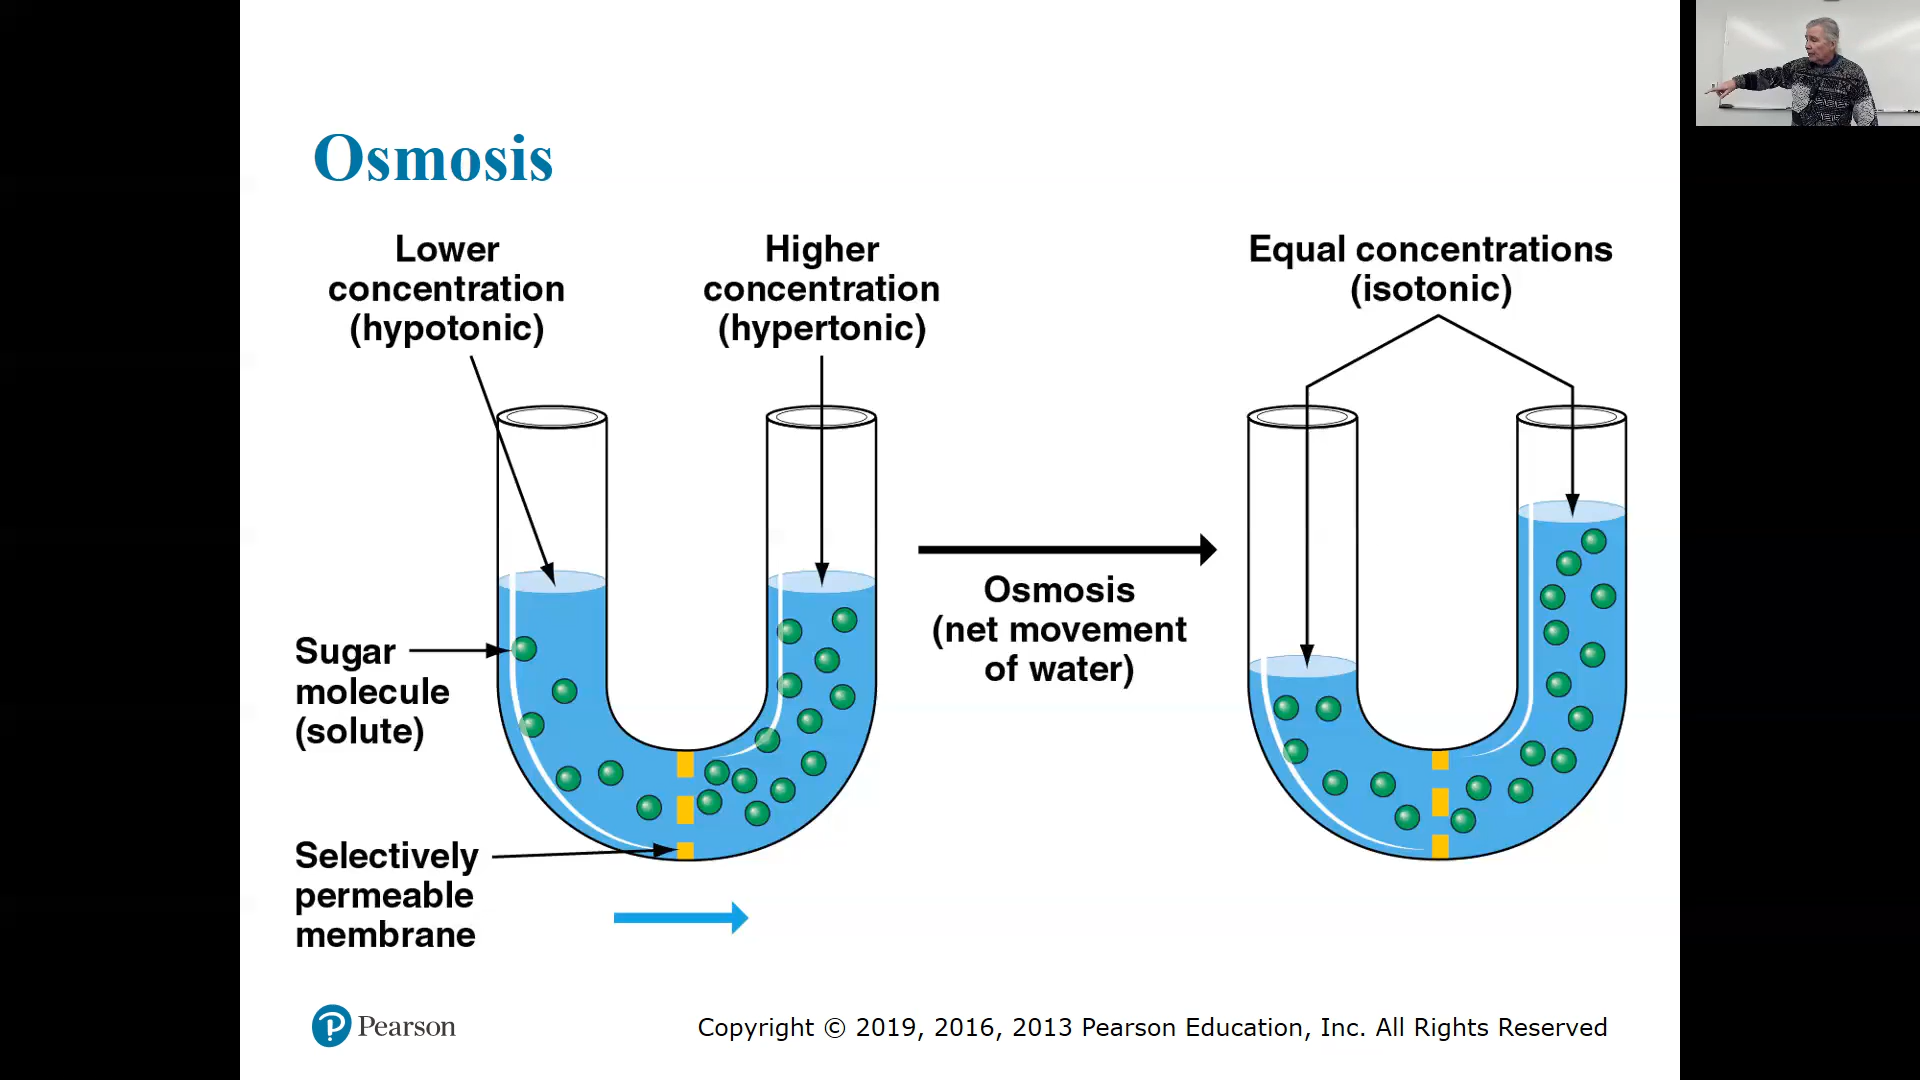 Osmosis
Lower
concentration
(hypotonic)
Higher
concentration
(hypertonic)
Equal concentrations
(isotonic)
Osmosis
(net movement
of water)
Sugar
molecule
(solute)
Selectively
permeable
membrane
Pearson
Copyright © 2019, 2016, 2013 Pearson Education, Inc. All Rights Reserved